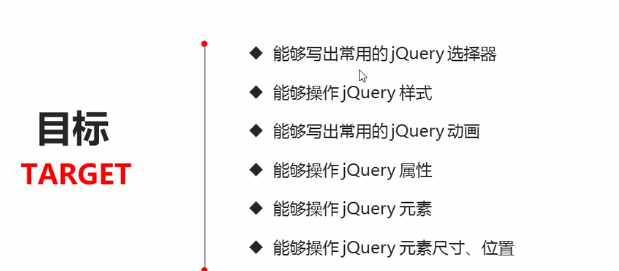 目标
TARGET
◆ 能够写出常用的 jQuery 选择器
◆ 能够操作 jQuery 样式
◆ 能够写出常用的 jQuery 动画
◆ 能够操作 jQuery 属性
◆ 能够操作 jQuery 元素
◆ 能够操作 jQuery 元素尺寸、位置